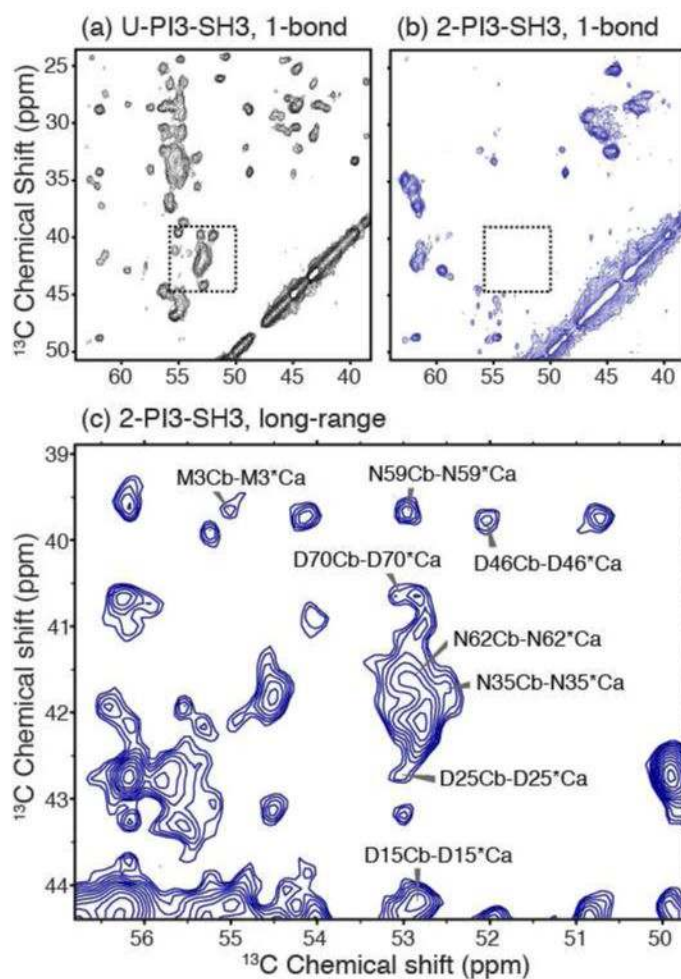 (a) U-PI3-SH3, 1-bond
(b) 2-PI3-SH3, 1-bond
¹³C Chemical Shift (ppm)
25
30
35
40
45
50
60 55 50 45 40
60 55 50 45 40
(c) 2-PI3-SH3, long-range
¹³C Chemical shift (ppm)
39
40
41
42
43
44
M3Cb-M3*Ca
N59Cb-N59*Ca
D70Cb-D70*Ca
D46Cb-D46*Ca
N62Cb-N62*Ca
N35Cb-N35*Ca
D25Cb-D25*Ca
D15Cb-D15*Ca
56 55 54 53 52 51 50
¹³C Chemical shift (ppm)